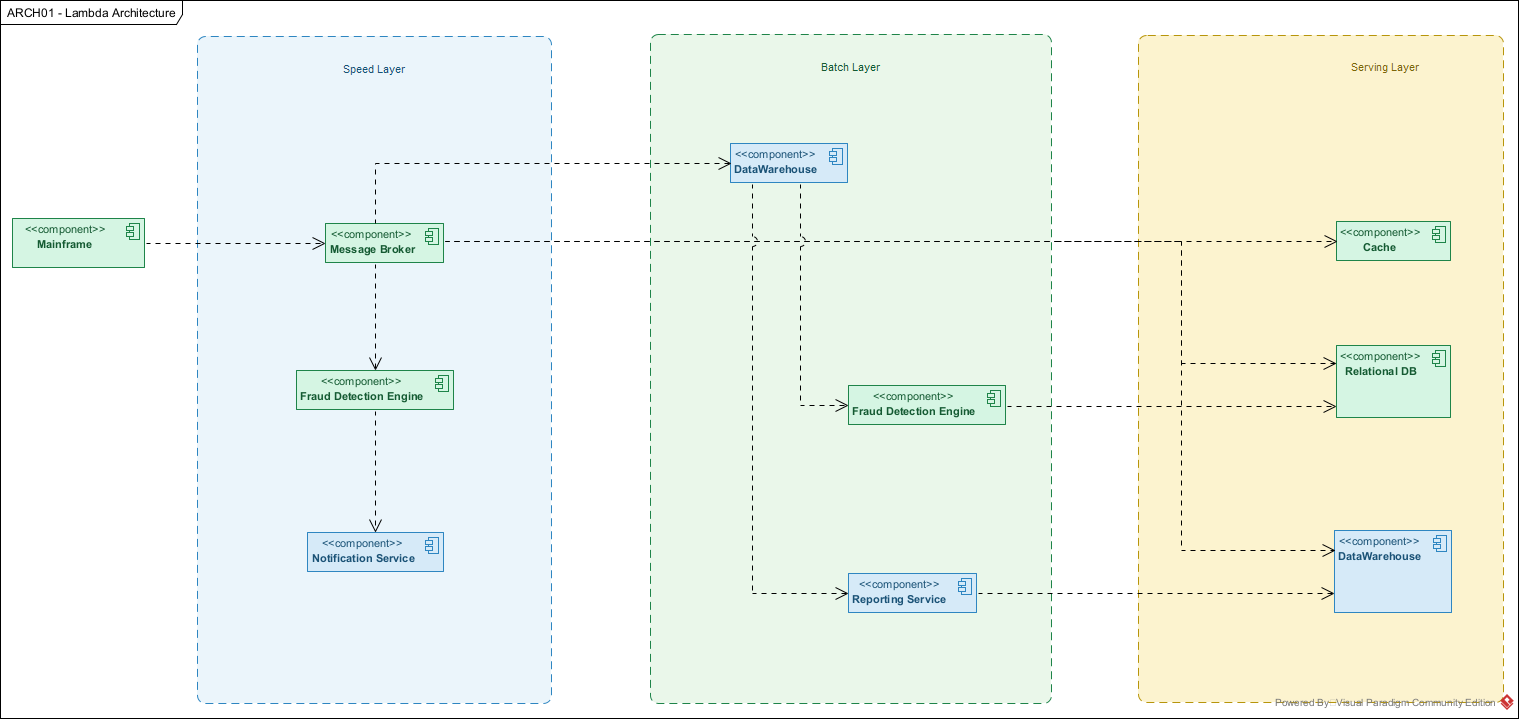 ARCH01 - Lambda Architecture
Speed Layer
Batch Layer
Serving Layer
<<component>>
DataWarehouse
<<component>>
Mainframe
<<component>>
Message Broker
<<component>>
Cache
<<component>>
Relational DB
<<component>>
Fraud Detection Engine
<<component>>
Fraud Detection Engine
<<component>>
Notification Service
<<component>>
DataWarehouse
<<component>>
Reporting Service
Powered By: Visual Paradigm Community Edition